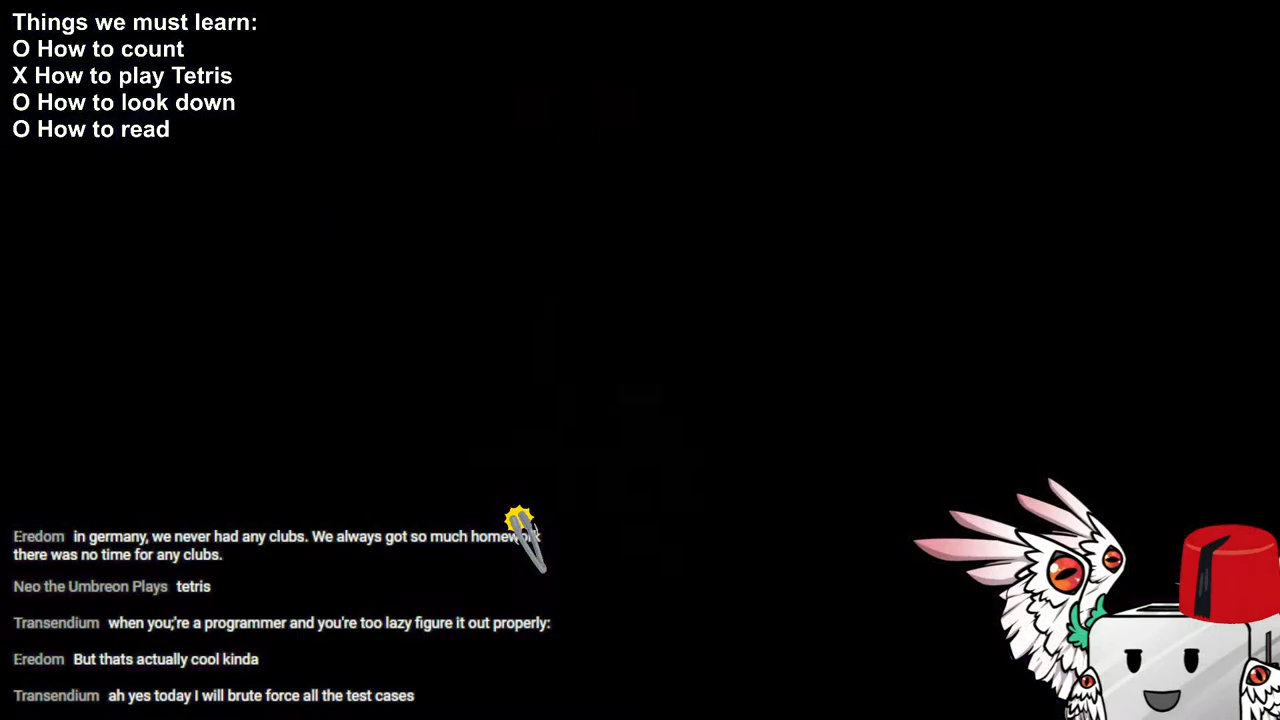 Things we must learn:
O How to count
X How to play Tetris
O How to look down
O How to read
Eredom in germany, we never had any clubs. We always got so much homework
there was no time for any clubs.
Neo the Umbreon Plays tetris
Transendium when you;'re a programmer and you're too lazy figure it out properly:
Eredom But thats actually cool kinda
Transendium ah yes today I will brute force all the test cases